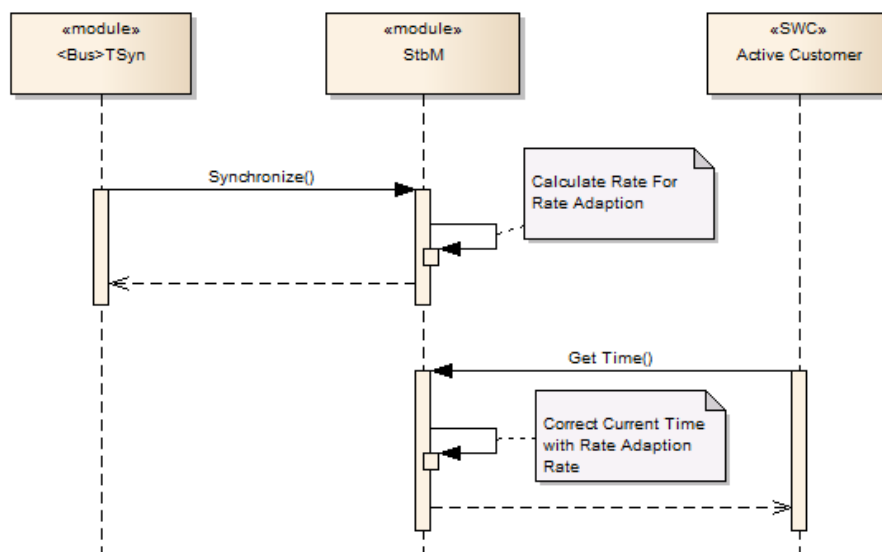 «module»
<Bus>TSyn
«module»
StbM
«SWC»
Active Customer
Synchronize()
Calculate Rate For
Rate Adaption
Get Time()
Correct Current Time
with Rate Adaption
Rate